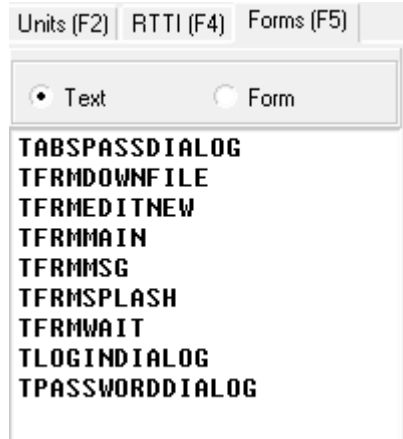 Units (F2) RTTI (F4) Forms (F5)
Text Form
TABSPASSDIALOG
TFRMDOWNFILE
TFRMEDITNEW
TFRMMAIN
TFRMMSG
TFRMSPLASH
TFRMWAIT
TLOGINDIALOG
TPASSWORDDIALOG